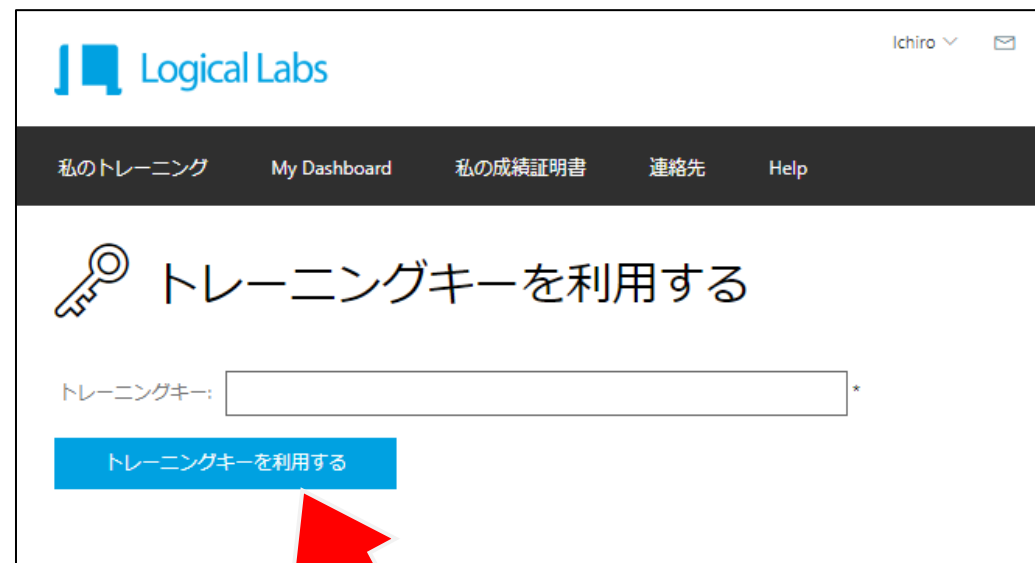 Logical Labs
Ichiro
私のトレーニング My Dashboard 私の成績証明書 連絡先 Help
トレーニングキーを利用する
トレーニングキー: *
トレーニングキーを利用する